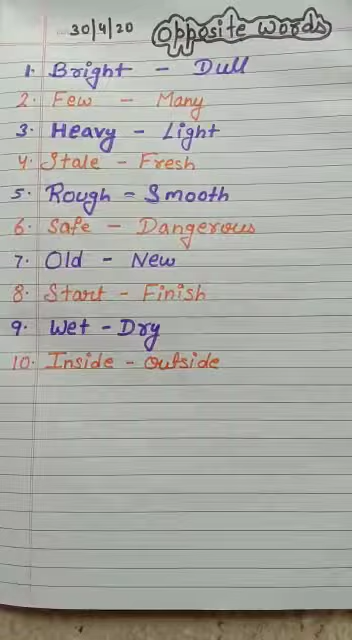 30/4/20 Opposite words
1. Bright - Dull
2. Few - Many
3. Heavy - Light
4. Stale - Fresh
5. Rough = Smooth
6. Safe - Dangerous
7. Old - New
8. Start - Finish
9. Wet - Dry
10. Inside - outside